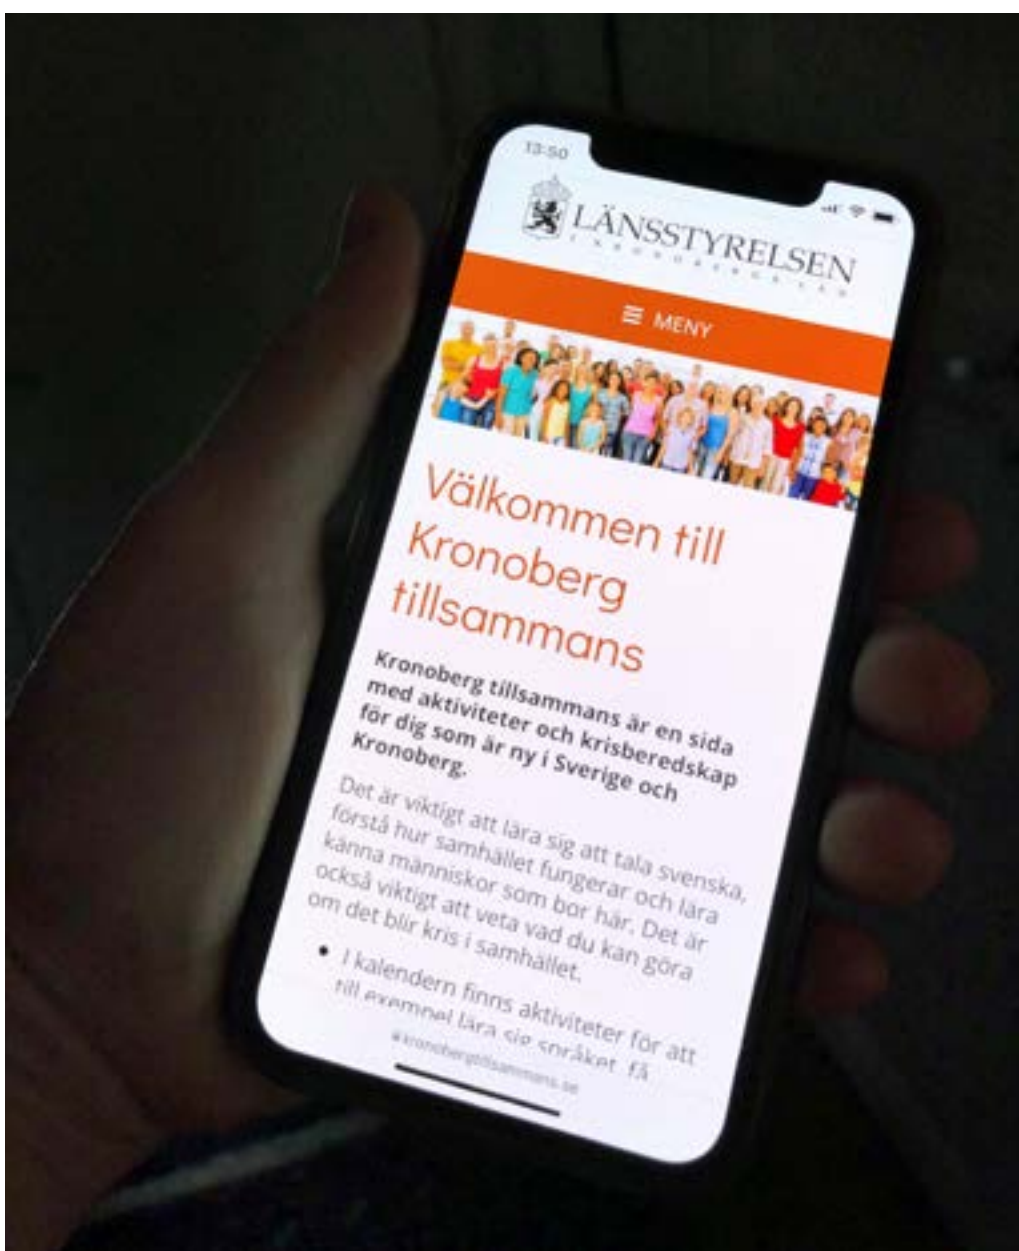 13:50
LÄNSSTYRELSEN
I KRONOBERGS LÄN
MENY
Välkommen till
Kronoberg
tillsammans
Kronoberg tillsammans är en sida
med aktiviteter och krisberedskap
för dig som är ny i Sverige och
Kronoberg.
Det är viktigt att lära sig att tala svenska,
förstå hur samhället fungerar och lära
känna människor som bor här. Det är
också viktigt att veta vad du kan göra
om det blir kris i samhället.
• I kalendern finns aktiviteter för att
till exempel lära sig språket, få
kronobergtillsammans.se